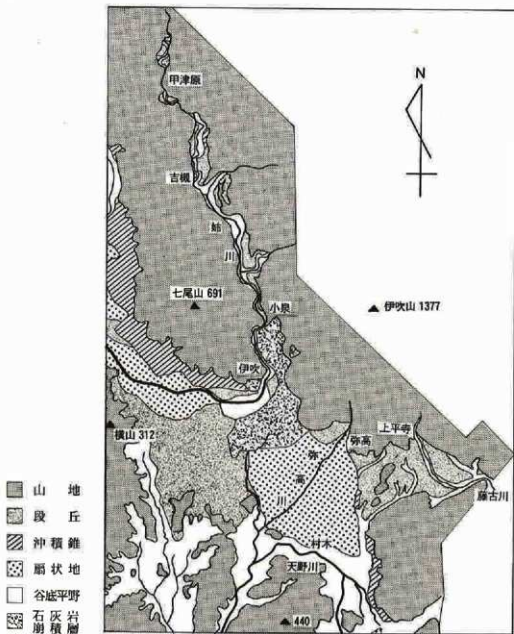 甲津原
N
吉槻
姉
川
七尾山 691
小泉
伊吹山 1377
伊吹
上平寺
弥高
横山 312
弥
高
川
藤古川
村木
天野川
440
山 地
段 丘
沖積錐
扇状地
谷底平野
石灰岩
崩積層